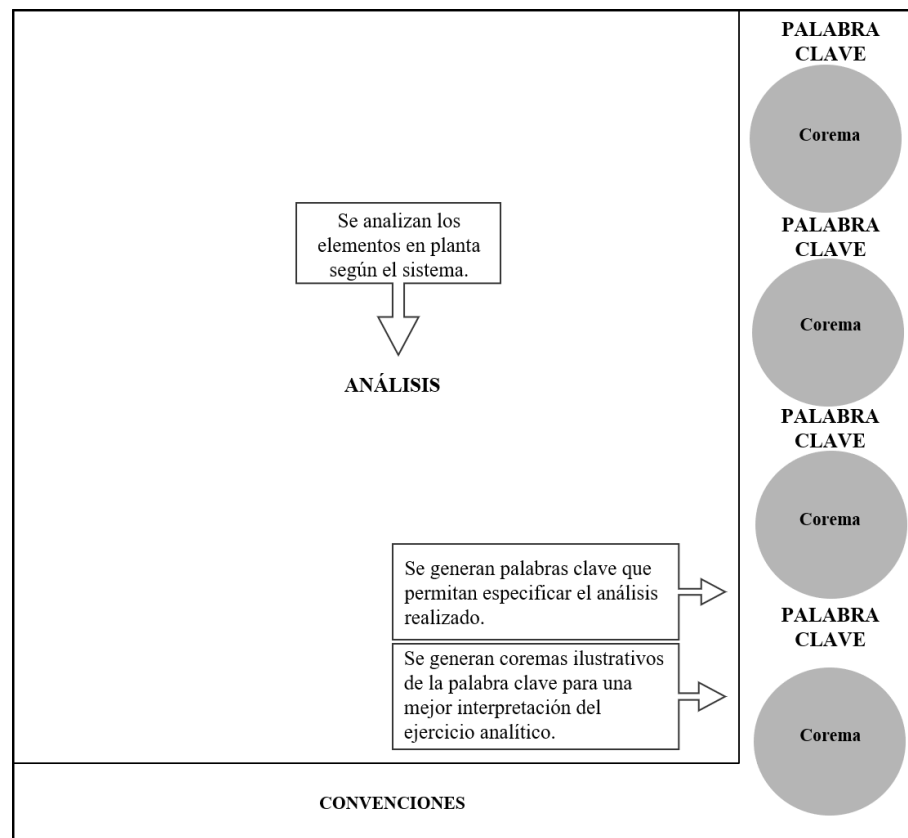 PALABRA
CLAVE
Corema
Se analizan los
elementos en planta
según el sistema.
ANÁLISIS
PALABRA
CLAVE
Corema
PALABRA
CLAVE
Corema
Se generan palabras clave que
permitan especificar el análisis
realizado.
Se generan coremas ilustrativos
de la palabra clave para una
mejor interpretación del
ejercicio analítico.
PALABRA
CLAVE
Corema
CONVENCIONES